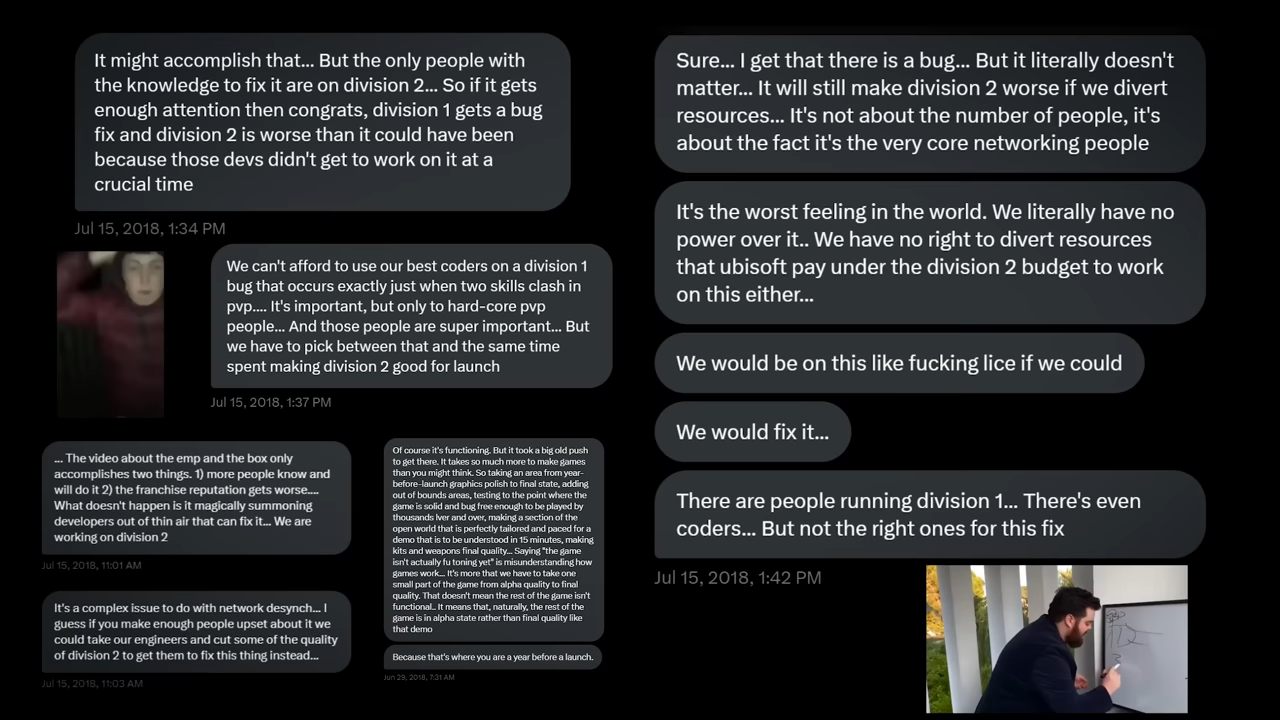 It might accomplish that... But the only people with
the knowledge to fix it are on division 2... So if it gets
enough attention then congrats, division 1 gets a bug
fix and division 2 is worse than it could have been
because those devs didn't get to work on it at a
crucial time
Jul 15, 2018, 1:34 PM
We can't afford to use our best coders on a division 1
bug that occurs exactly just when two skills clash in
pvp.... It's important, but only to hard-core pvp
people... And those people are super important... But
we have to pick between that and the same time
spent making division 2 good for launch
Jul 15, 2018, 1:37 PM
... The video about the emp and the box only
accomplishes two things. 1) more people know and
will do it 2) the franchise reputation gets worse....
What doesn't happen is it magically summoning
developers out of thin air that can fix it... We are
working on division 2
Jul 15, 2018, 11:01 AM
It's a complex issue to do with network desynch... I
guess if you make enough people upset about it we
could take our engineers and cut some of the quality
of division 2 to get them to fix this thing instead...
Jul 15, 2018, 11:03 AM
Of course it's functioning. But it took a big old push
to get there. It takes so much more to make games
than you might think. So taking an area from year-
before-launch graphics polish to final state, adding
out of bounds areas, testing to the point where the
game is solid and bug free enough to be played by
thousands lver and over, making a section of the
open world that is perfectly tailored and paced for a
demo that is to be understood in 15 minutes, making
kits and weapons final quality... Saying "the game
isn't actually fu toning yet" is misunderstanding how
games work... It's more that we have to take one
small part of the game from alpha quality to final
quality. That doesn't mean the rest of the game isn't
functional.. It means that, naturally, the rest of the
game is in alpha state rather than final quality like
that demo
Because that's where you are a year before a launch.
Jun 29, 2018, 7:31 AM
Sure... I get that there is a bug... But it literally doesn't
matter... It will still make division 2 worse if we divert
resources... It's not about the number of people, it's
about the fact it's the very core networking people
It's the worst feeling in the world. We literally have no
power over it.. We have no right to divert resources
that ubisoft pay under the division 2 budget to work
on this either...
We would be on this like fucking lice if we could
We would fix it...
There are people running division 1... There's even
coders... But not the right ones for this fix
Jul 15, 2018, 1:42 PM